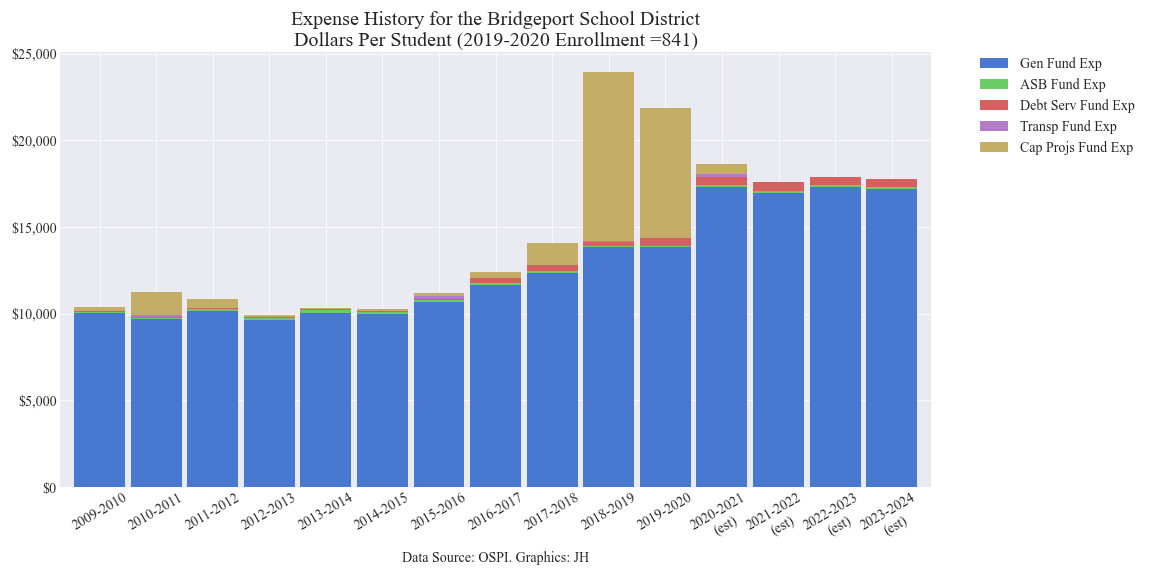 Expense History for the Bridgeport School District
Dollars Per Student (2019-2020 Enrollment =841)
$25,000
$20,000
$15,000
$10,000
$5,000
$0
Gen Fund Exp
ASB Fund Exp
Debt Serv Fund Exp
Transp Fund Exp
Cap Projs Fund Exp
2009-2010
2010-2011
2011-2012
2012-2013
2013-2014
2014-2015
2015-2016
2016-2017
2017-2018
2018-2019
2019-2020
2020-2021
(est)
2021-2022
(est)
2022-2023
(est)
2023-2024
(est)
Data Source: OSPI. Graphics: JH